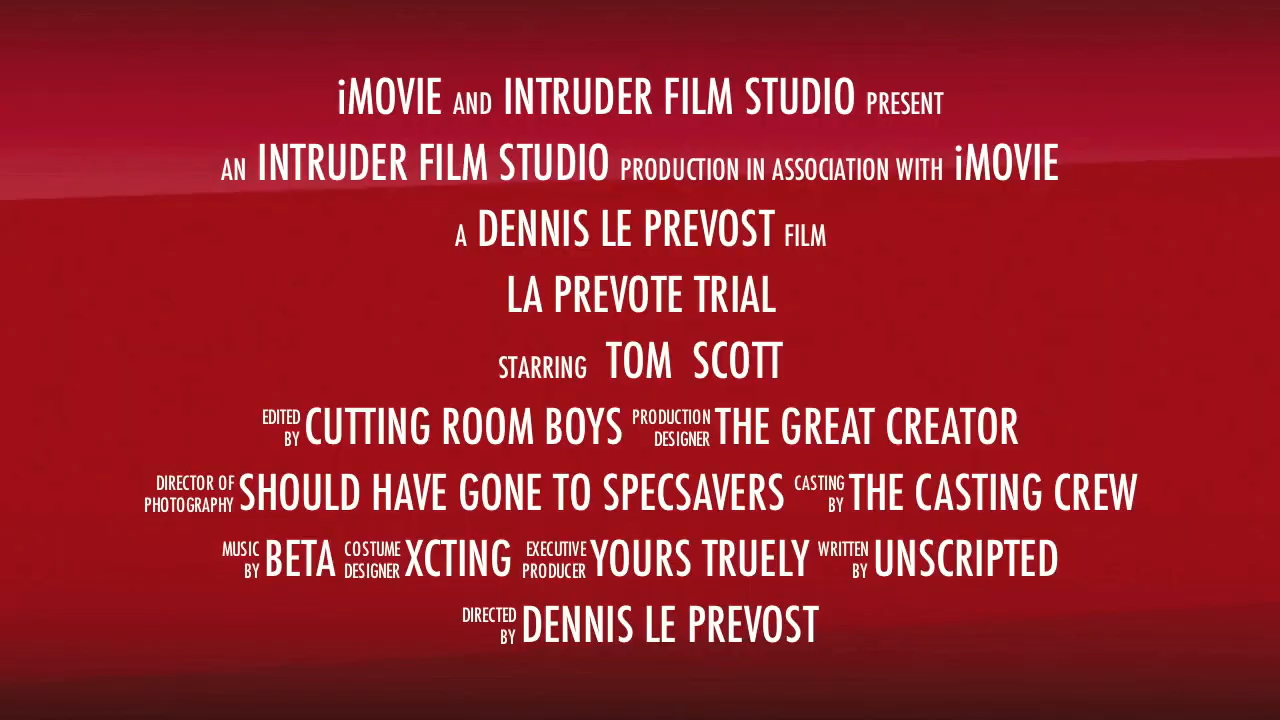 iMOVIE AND INTRUDER FILM STUDIO PRESENT
AN INTRUDER FILM STUDIO PRODUCTION IN ASSOCIATION WITH iMOVIE
A DENNIS LE PREVOST FILM
LA PREVOTE TRIAL
STARRING TOM SCOTT
EDITED BY CUTTING ROOM BOYS PRODUCTION DESIGNER THE GREAT CREATOR
DIRECTOR OF PHOTOGRAPHY SHOULD HAVE GONE TO SPECSAVERS CASTING BY THE CASTING CREW
MUSIC BY BETA COSTUME DESIGNER XCTING EXECUTIVE PRODUCER YOURS TRUELY WRITTEN BY UNSCRIPTED
DIRECTED BY DENNIS LE PREVOST